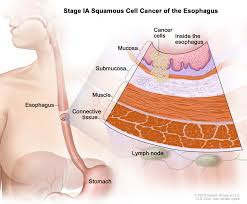 Stage IA Squamous Cell Cancer of the Esophagus
Cancer
cells
Inside the
esophagus
Mucosa
Submucosa
Muscle
Esophagus
Connective
tissue
Lymph node
Stomach